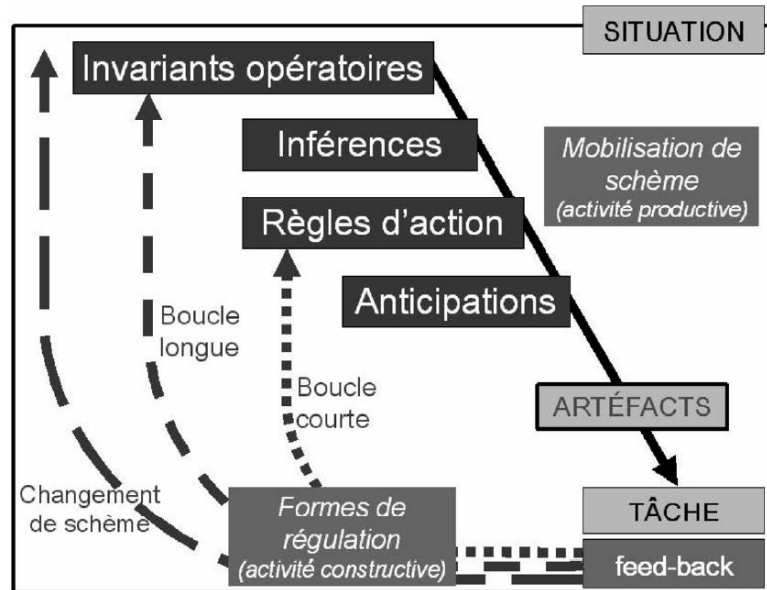 SITUATION
Invariants opératoires
Inférences
Mobilisation de
schème
(activité productive)
Règles d'action
Anticipations
Boucle
longue
Boucle
courte
ARTÉFACTS
Changement
de schème
Formes de
régulation
(activité constructive)
TÂCHE
feed-back